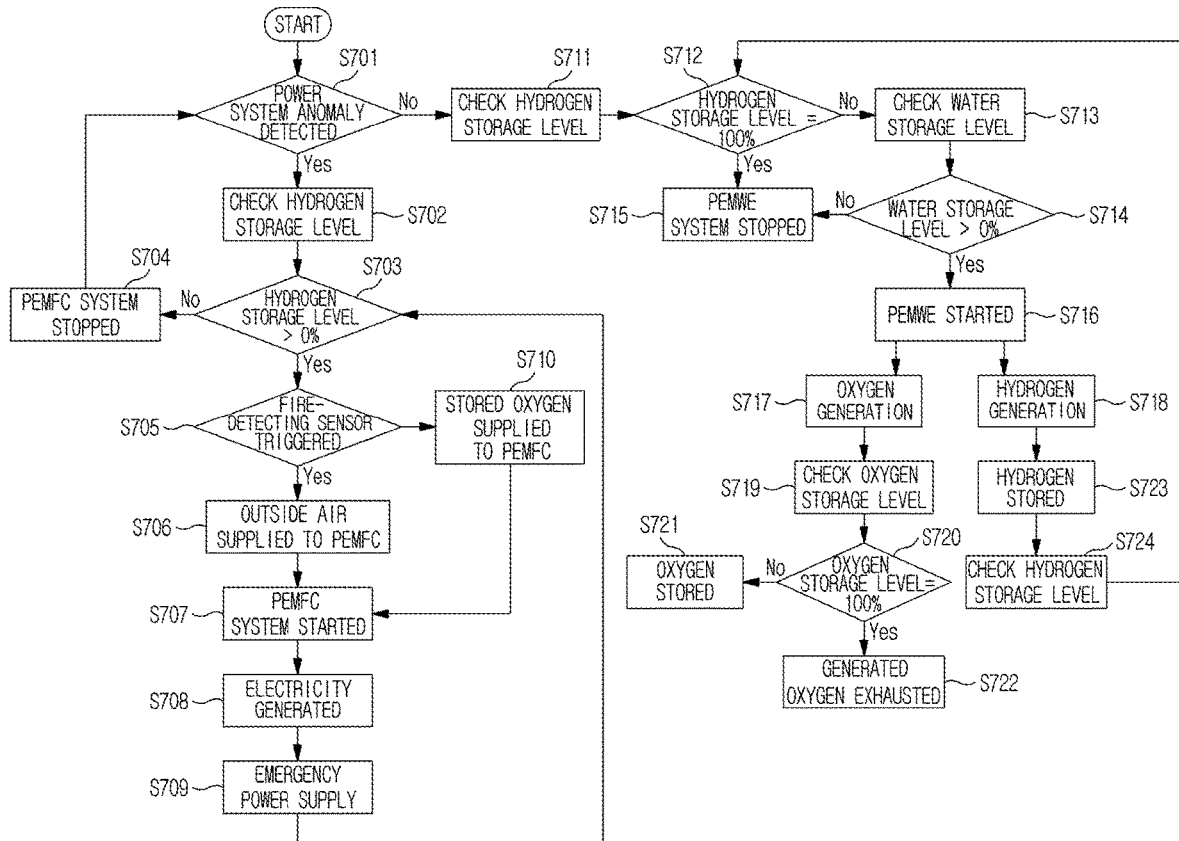 START
S701
POWER
SYSTEM ANOMALY
DETECTED
No
Yes
S702
CHECK HYDROGEN
STORAGE LEVEL
S703
HYDROGEN
STORAGE LEVEL
> 0%
No
Yes
S704
PEMFC SYSTEM
STOPPED
S705
FIRE-
DETECTING SENSOR
TRIGGERED
Yes
S710
STORED OXYGEN
SUPPLIED
TO PEMFC
S706
OUTSIDE AIR
SUPPLIED TO PEMFC
S707
PEMFC
SYSTEM STARTED
S708
ELECTRICITY
GENERATED
S709
EMERGENCY
POWER SUPPLY
S711
CHECK HYDROGEN
STORAGE LEVEL
S712
HYDROGEN
STORAGE LEVEL =
100%
No
Yes
CHECK WATER
STORAGE LEVEL
S713
S715
PEMWE
SYSTEM STOPPED
No
WATER STORAGE
LEVEL > 0%
S714
Yes
PEMWE STARTED
S716
S717
OXYGEN
GENERATION
HYDROGEN
GENERATION
S718
S719
CHECK OXYGEN
STORAGE LEVEL
HYDROGEN
STORED
S723
S721
OXYGEN
STORED
No
S720
OXYGEN
STORAGE LEVEL=
100%
Yes
S724
CHECK HYDROGEN
STORAGE LEVEL
GENERATED
OXYGEN EXHAUSTED
S722